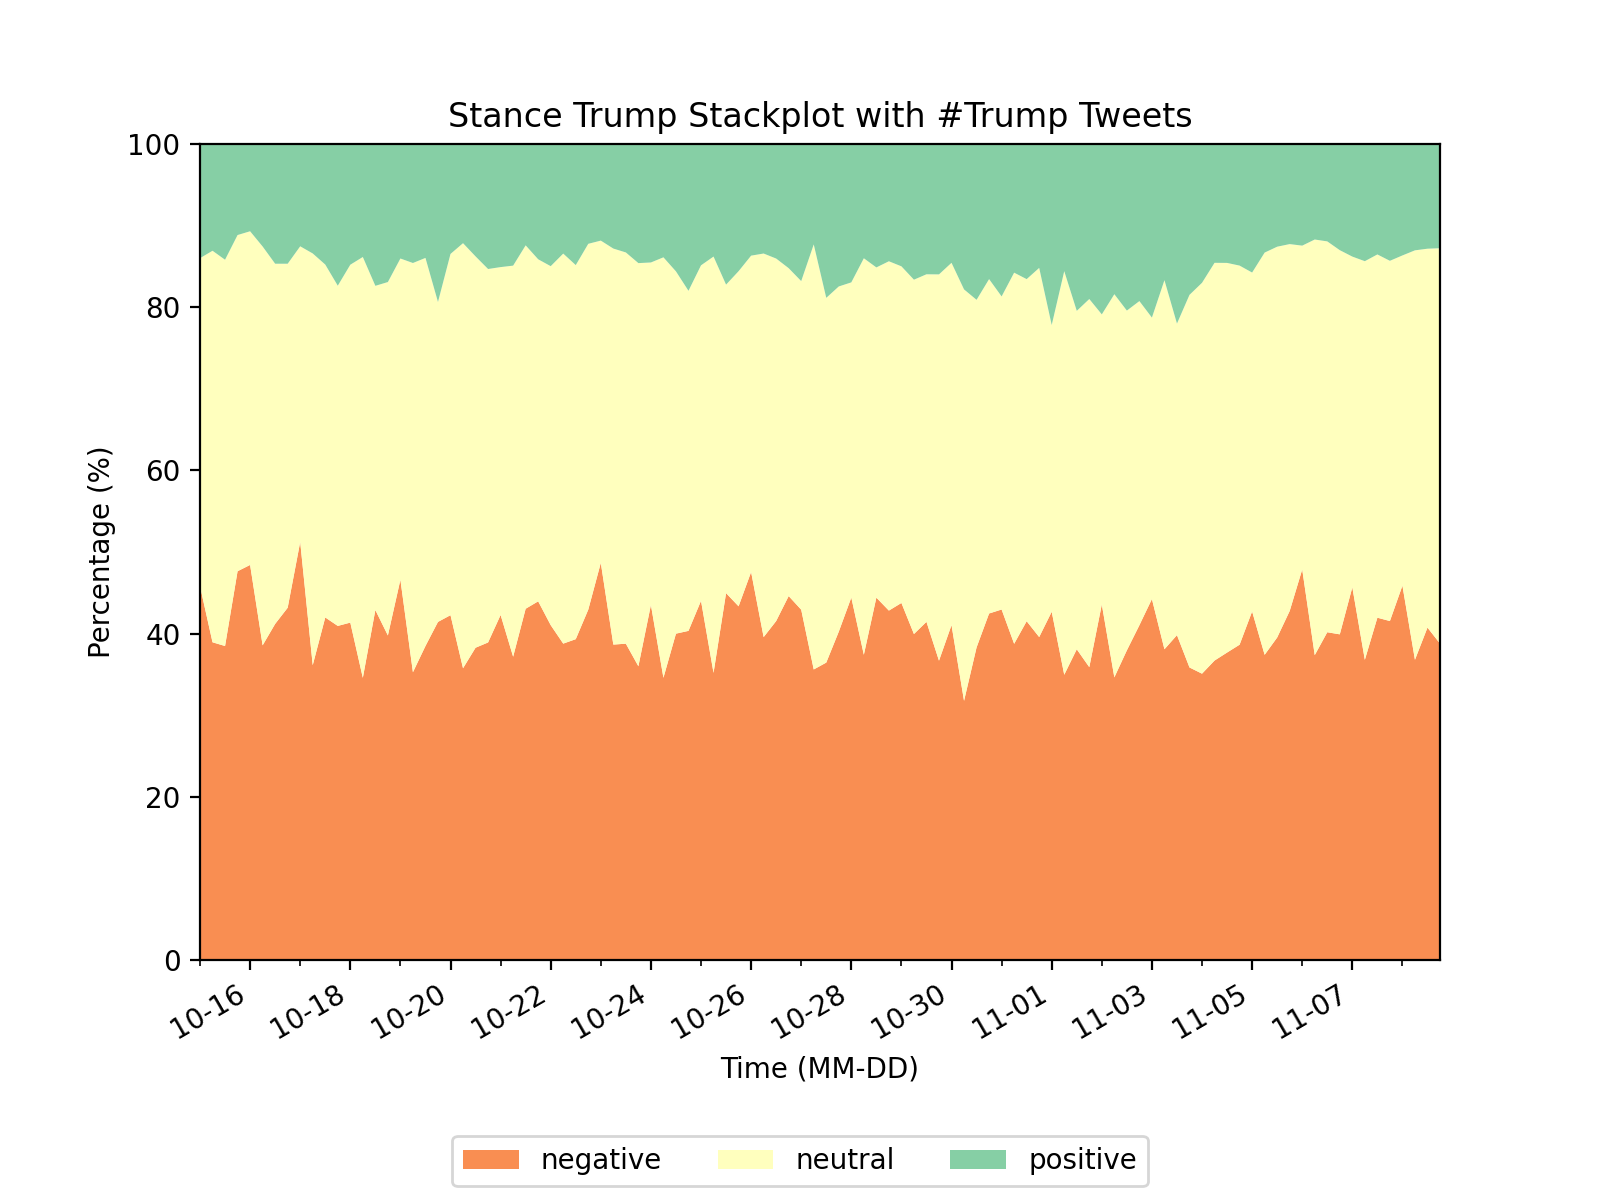 Stance Trump Stackplot with #Trump Tweets
100
80
60
40
20
0
Percentage (%)
10-16 10-18 10-20 10-22 10-24 10-26 10-28 10-30 11-01 11-03 11-05 11-07
Time (MM-DD)
negative neutral positive